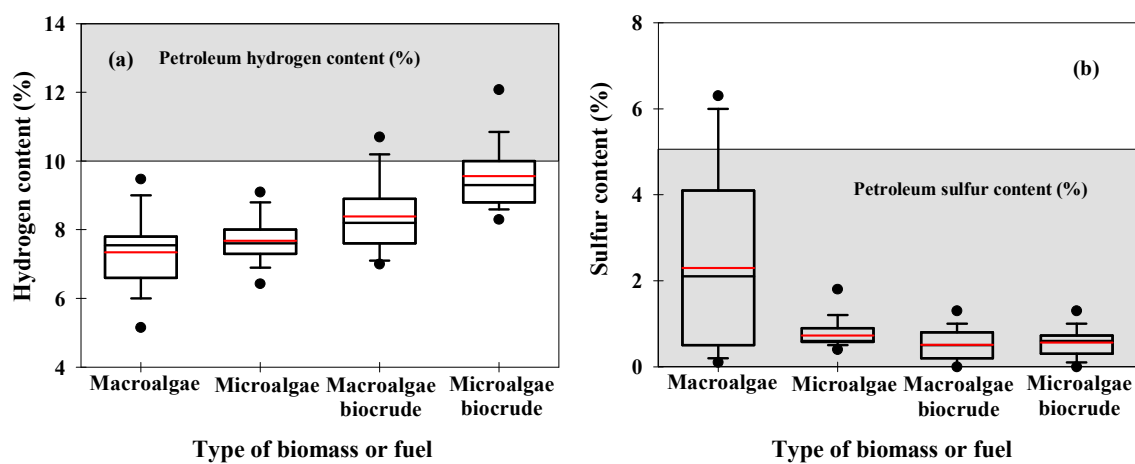 14
12
10
8
6
4
Hydrogen content (%)
(a)
Petroleum hydrogen content (%)
Macroalgae
Microalgae
Macroalgae
biocrude
Microalgae
biocrude
Type of biomass or fuel
8
6
4
2
0
Sulfur content (%)
(b)
Petroleum sulfur content (%)
Macroalgae
Microalgae
Macroalgae
biocrude
Microalgae
biocrude
Type of biomass or fuel